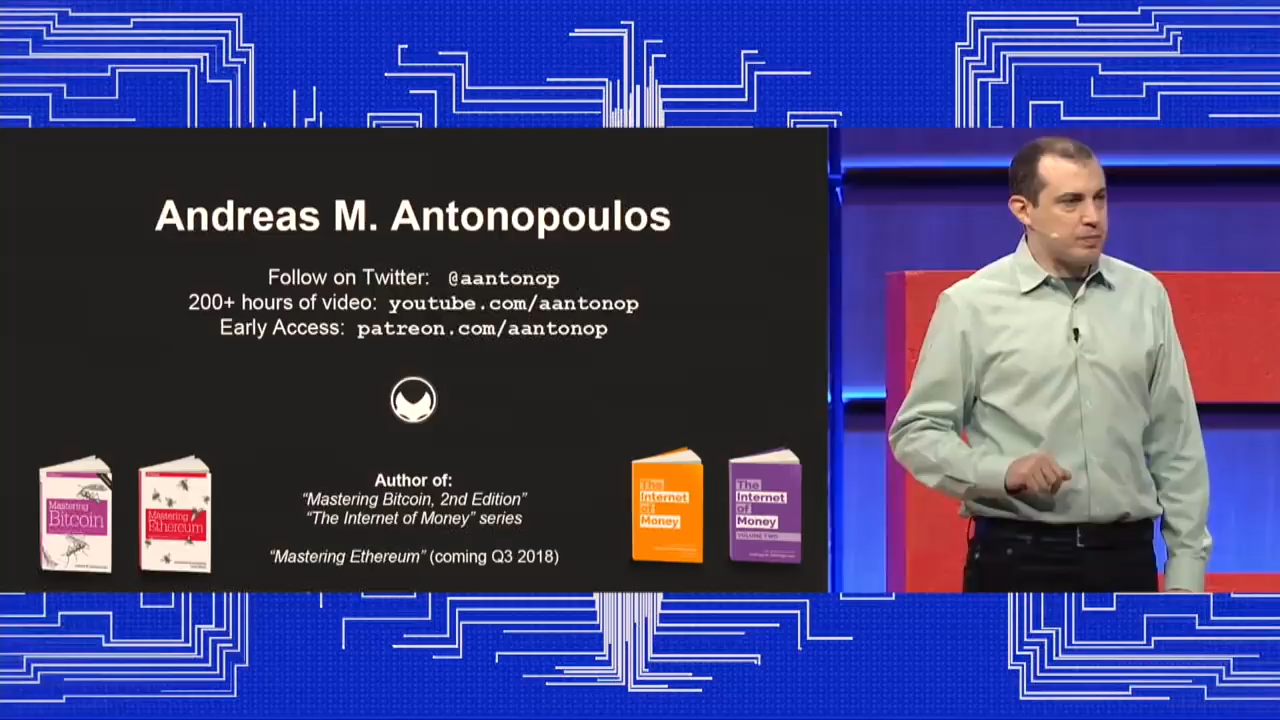 Andreas M. Antonopoulos
Follow on Twitter: @aantonop
200+ hours of video: youtube.com/aantonop
Early Access: patreon.com/aantonop
Author of:
“Mastering Bitcoin, 2nd Edition”
“The Internet of Money” series
“Mastering Ethereum” (coming Q3 2018)
Mastering
Bitcoin
Mastering
Ethereum
The
Internet
of
Money
The
Internet
of
Money
VOLUME TWO